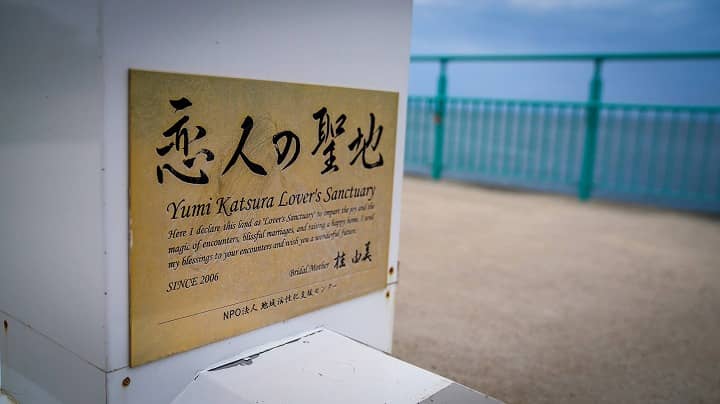 恋人の聖地
Yumi Katsura Lover's Sanctuary
Here I declare this land as 'Lover's Sanctuary' to impart the joy and the
magic of encounters, blissful marriages, and raising a happy home. I send
my blessings to your encounters and wish you a wonderful future.
Bridal Mother 桂 由美
SINCE 2006
NPO法人 地域活性化支援センター